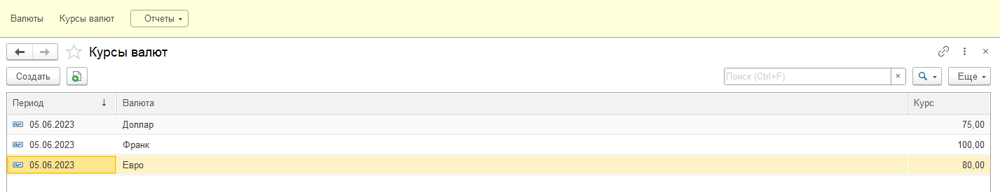 Валюты Курсы валют Отчеты
Курсы валют
Создать Поиск (Ctrl+F) × Еще
Период ↓ Валюта Курс
05.06.2023 Доллар 75,00
05.06.2023 Франк 100,00
05.06.2023 Евро 80,00